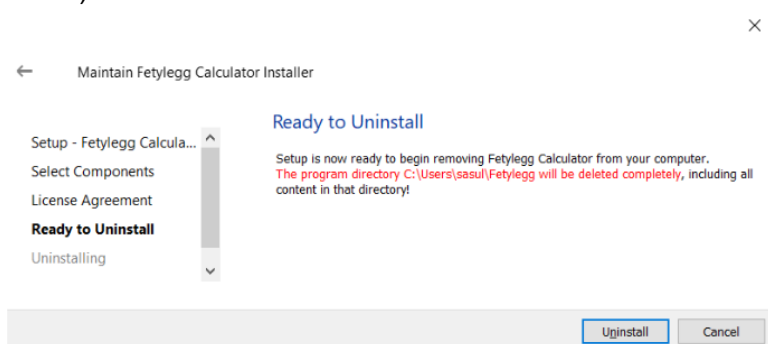 Maintain Fetylegg Calculator Installer
Setup - Fetylegg Calcula...
Select Components
License Agreement
Ready to Uninstall
Uninstalling
Ready to Uninstall
Setup is now ready to begin removing Fetylegg Calculator from your computer.
The program directory C:\Users\sasul\Fetylegg will be deleted completely, including all
content in that directory!
Uninstall
Cancel